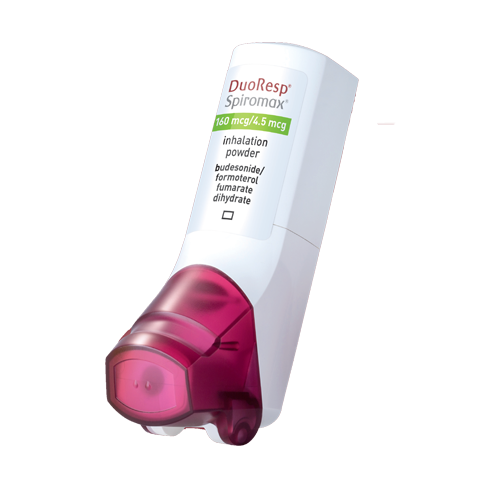 DuoResp®
Spiromax®
160 mcg/4.5 mcg
inhalation
powder
budesonide/
formoterol
fumarate
dihydrate